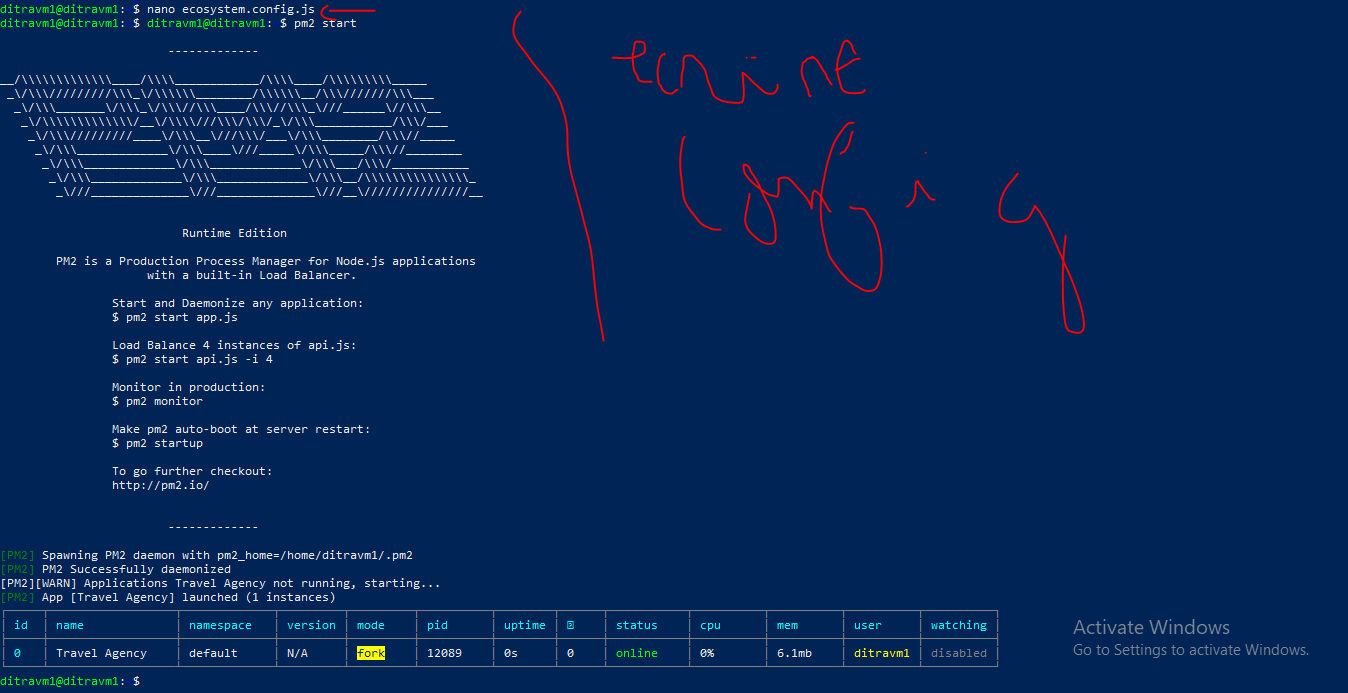 ditravm1@ditravm1: $ nano ecosystem.config.js
ditravm1@ditravm1: $ ditravm1@ditravm1: $ pm2 start
-------------
__/\\\\\\\\\\\\\____/\\\\____________/\\\\____/\\\\\\\\\_____
_\/\\\/////////\\\_\/\\\\\\________/\\\\\\__/\\\///////\\\___
_\/\\\_______\/\\\_\/\\\//\\\____/\\\//\\\_\///______\//\\\__
_\/\\\\\\\\\\\\\/__\/\\\\///\\\/\\\/_\/\\\___________/\\\/___
_\/\\\/////////____\/\\\__\///\\\/___\/\\\________/\\\//_____
_\/\\\_____________\/\\\____\///_____\/\\\_____/\\\//________
_\/\\\_____________\/\\\_____________\/\\\___/\\\/___________
_\/\\\_____________\/\\\_____________\/\\\__/\\\\\\\\\\\\\\\_
_\///______________\///______________\///__\///////////////__
Runtime Edition
PM2 is a Production Process Manager for Node.js applications
with a built-in Load Balancer.
Start and Daemonize any application:
$ pm2 start app.js
Load Balance 4 instances of api.js:
$ pm2 start api.js -i 4
Monitor in production:
$ pm2 monitor
Make pm2 auto-boot at server restart:
$ pm2 startup
To go further checkout:
http://pm2.io/
-------------
[PM2] Spawning PM2 daemon with pm2_home=/home/ditravm1/.pm2
[PM2] PM2 Successfully daemonized
[PM2][WARN] Applications Travel Agency not running, starting...
[PM2] App [Travel Agency] launched (1 instances)
id name namespace version mode pid uptime ↺ status cpu mem user watching
0 Travel Agency default N/A fork 12089 0s 0 online 0% 6.1mb ditravm1 disabled
ditravm1@ditravm1: $
config
Activate Windows
Go to Settings to activate Windows.